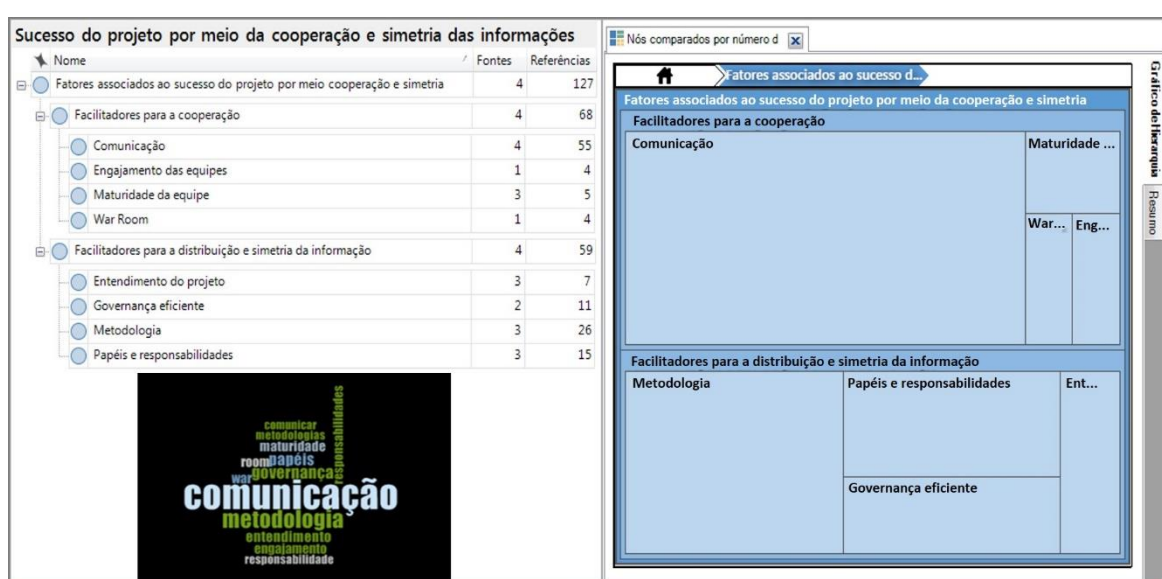 Sucesso do projeto por meio da cooperação e simetria das informações
Nome Fontes Referências
Fatores associados ao sucesso do projeto por meio cooperação e simetria 4 127
Facilitadores para a cooperação 4 68
Comunicação 4 55
Engajamento das equipes 1 4
Maturidade da equipe 3 5
War Room 1 4
Facilitadores para a distribuição e simetria da informação 4 59
Entendimento do projeto 3 7
Governança eficiente 2 11
Metodologia 3 26
Papéis e responsabilidades 3 15
comunicar
metodologias
maturidade
room papéis
war governança
responsabilidades
comunicação
metodologia
entendimento
engajamento
responsabilidade
Nós comparados por número d
Fatores associados ao sucesso d...
Fatores associados ao sucesso do projeto por meio da cooperação e simetria
Facilitadores para a cooperação
Comunicação
Maturidade ...
War...
Eng...
Facilitadores para a distribuição e simetria da informação
Metodologia
Papéis e responsabilidades
Ent...
Governança eficiente
Gráfico de Hierarquia
Resumo